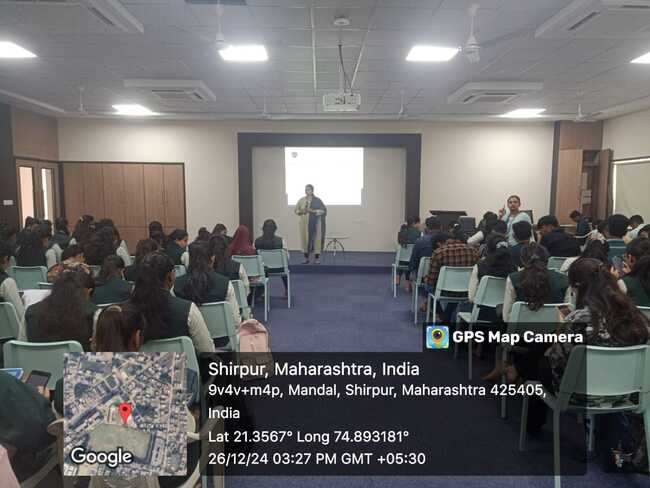 GPS Map Camera
Shirpur, Maharashtra, India
9v4v+m4p, Mandal, Shirpur, Maharashtra 425405,
India
Lat 21.3567° Long 74.893181°
26/12/24 03:27 PM GMT +05:30
Google